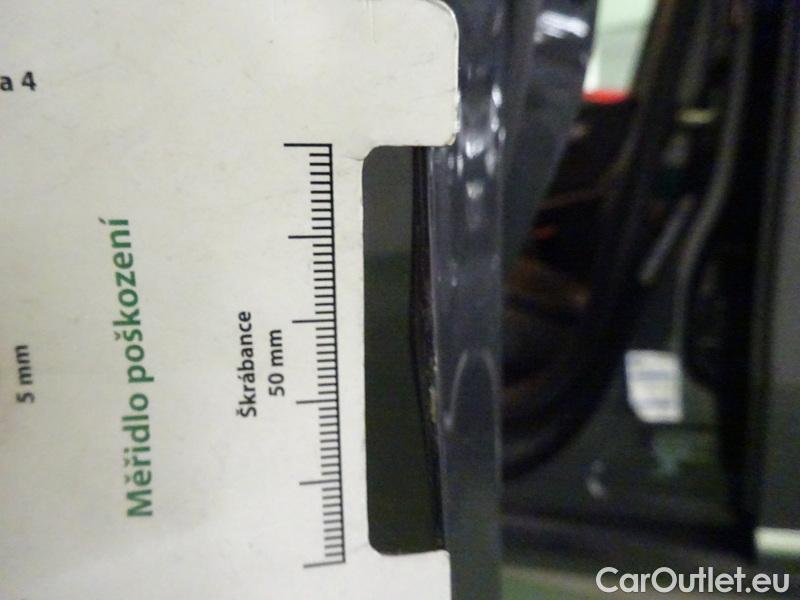 a 4
5 mm
Měřidlo poškození
Škrábance
50 mm
CarOutlet.eu